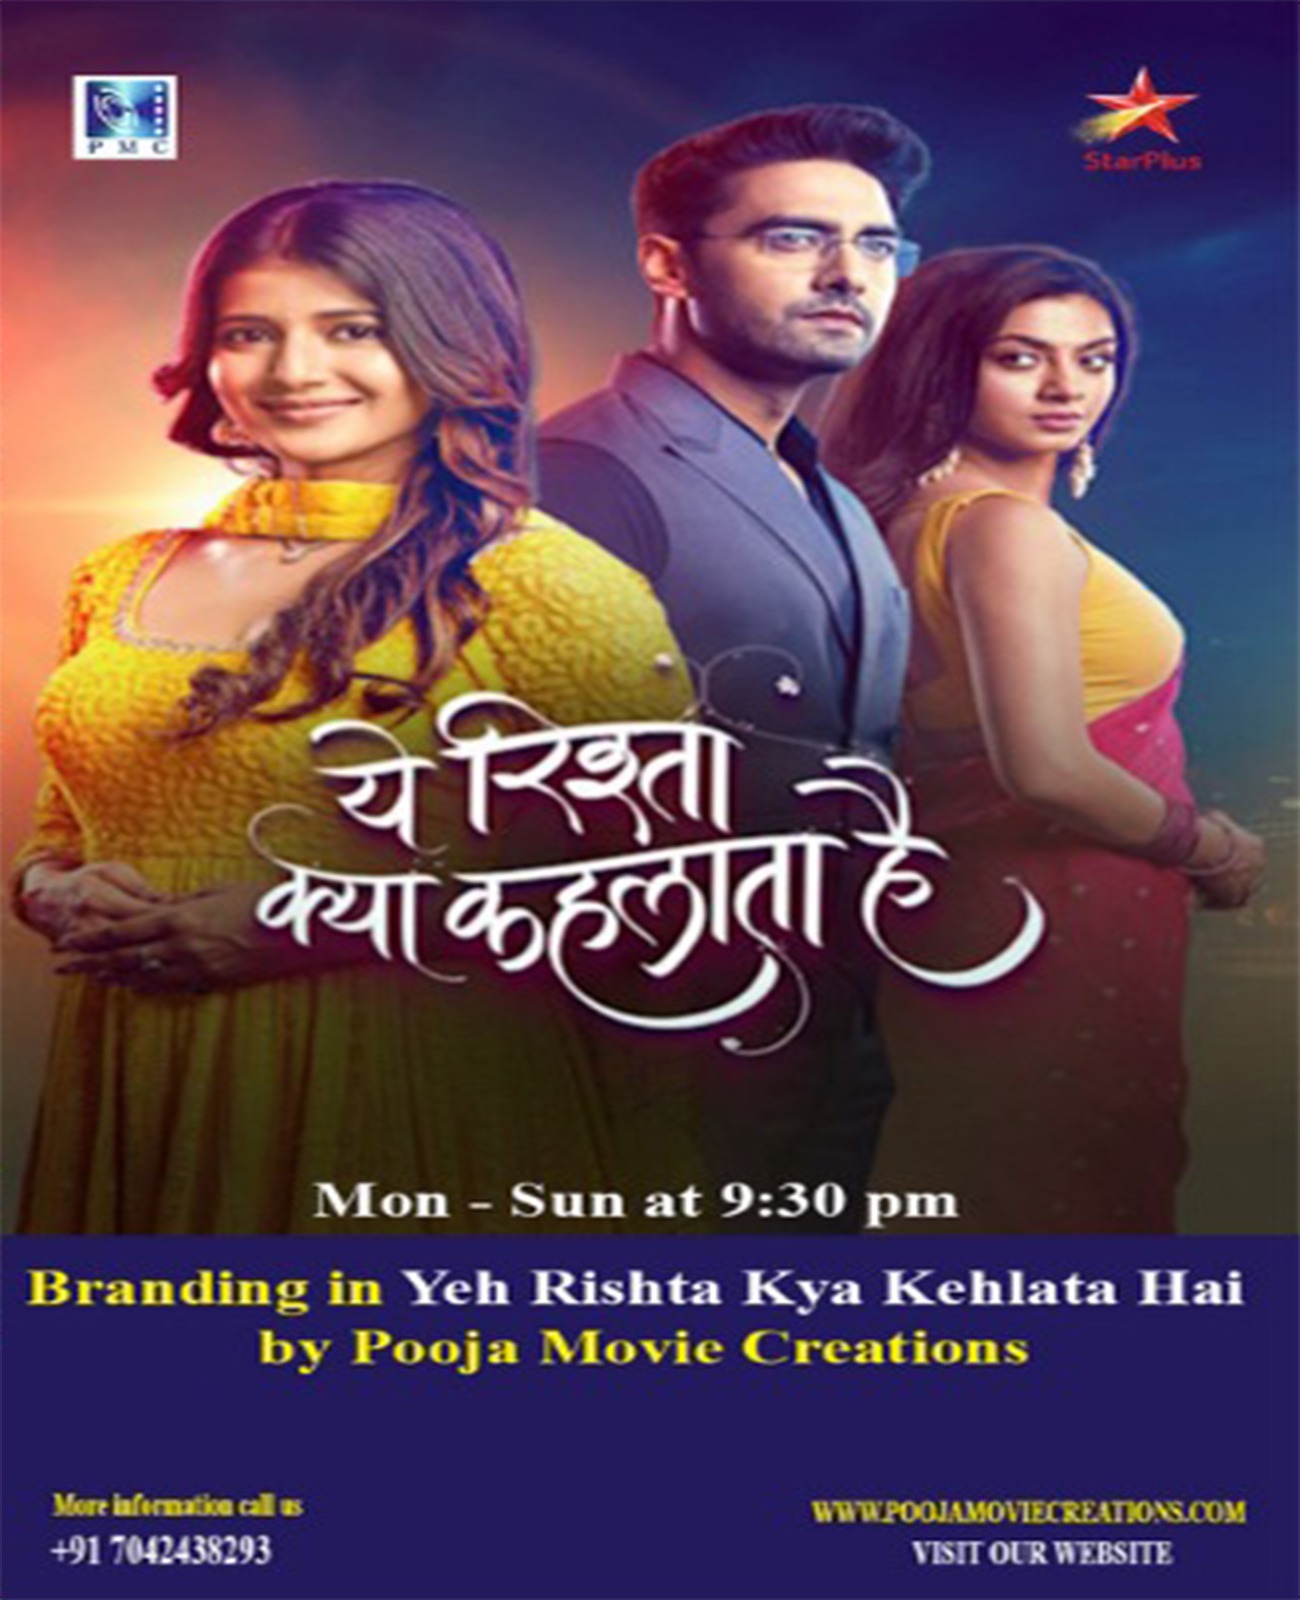 P M C
StarPlus
ये रिश्ता
क्या कहलाता है
Mon - Sun at 9:30 pm
Branding in Yeh Rishta Kya Kehlata Hai
by Pooja Movie Creations
More information call us
+91 7042438293
WWW.POOJAMOVIECREATIONS.COM
VISIT OUR WEBSITE